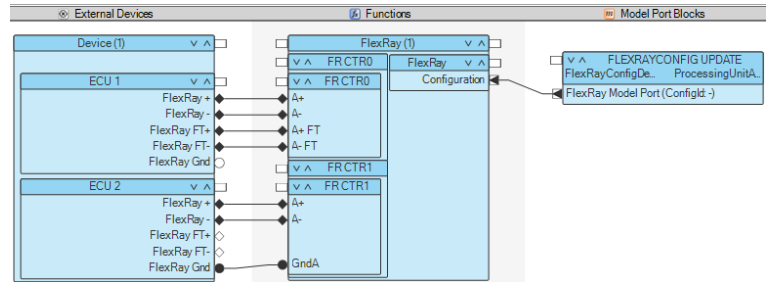 External Devices
Functions
Model Port Blocks
Device (1)
ECU 1
FlexRay +
FlexRay -
FlexRay FT+
FlexRay FT-
FlexRay Gnd
ECU 2
FlexRay +
FlexRay -
FlexRay FT+
FlexRay FT-
FlexRay Gnd
FlexRay (1)
FR CTR0
FR CTR0
A+
A-
A+ FT
A- FT
FR CTR1
FR CTR1
A+
A-
GndA
FlexRay
Configuration
FLEXRAYCONFIG UPDATE
FlexRayConfigDe... ProcessingUnitA...
FlexRay Model Port (ConfigId: -)